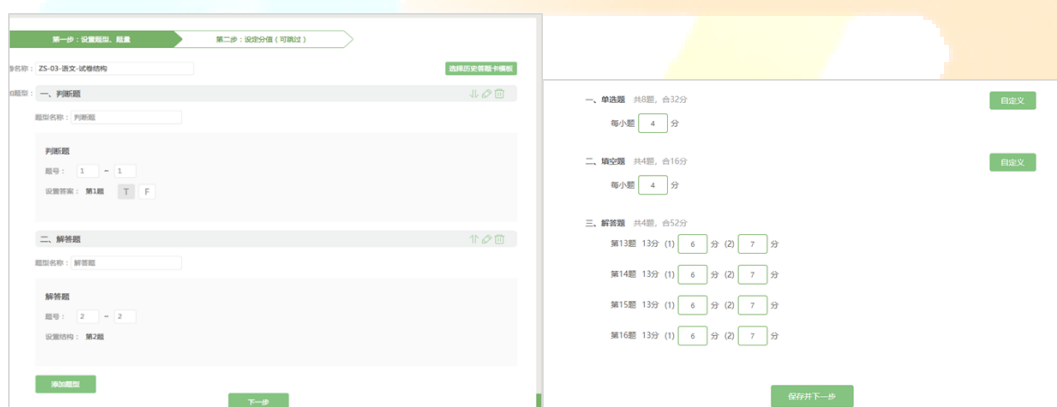 第一步：设置题型、题量
第二步：设定分值（可跳过）
名称： ZS-03-语文-试卷结构
选择历史答题卡模板
题型： 一、判断题
题型名称： 判断题
判断题
题号： 1 - 1
设置答案： 第1题 T F
二、解答题
题型名称： 解答题
解答题
题号： 2 - 2
设置结构： 第2题
添加题型
下一步
一、单选题 共8题，合32分
自定义
每小题 4 分
二、填空题 共4题，合16分
自定义
每小题 4 分
三、解答题 共4题，合52分
第13题 13分 (1) 6 分 (2) 7 分
第14题 13分 (1) 6 分 (2) 7 分
第15题 13分 (1) 6 分 (2) 7 分
第16题 13分 (1) 6 分 (2) 7 分
保存并下一步